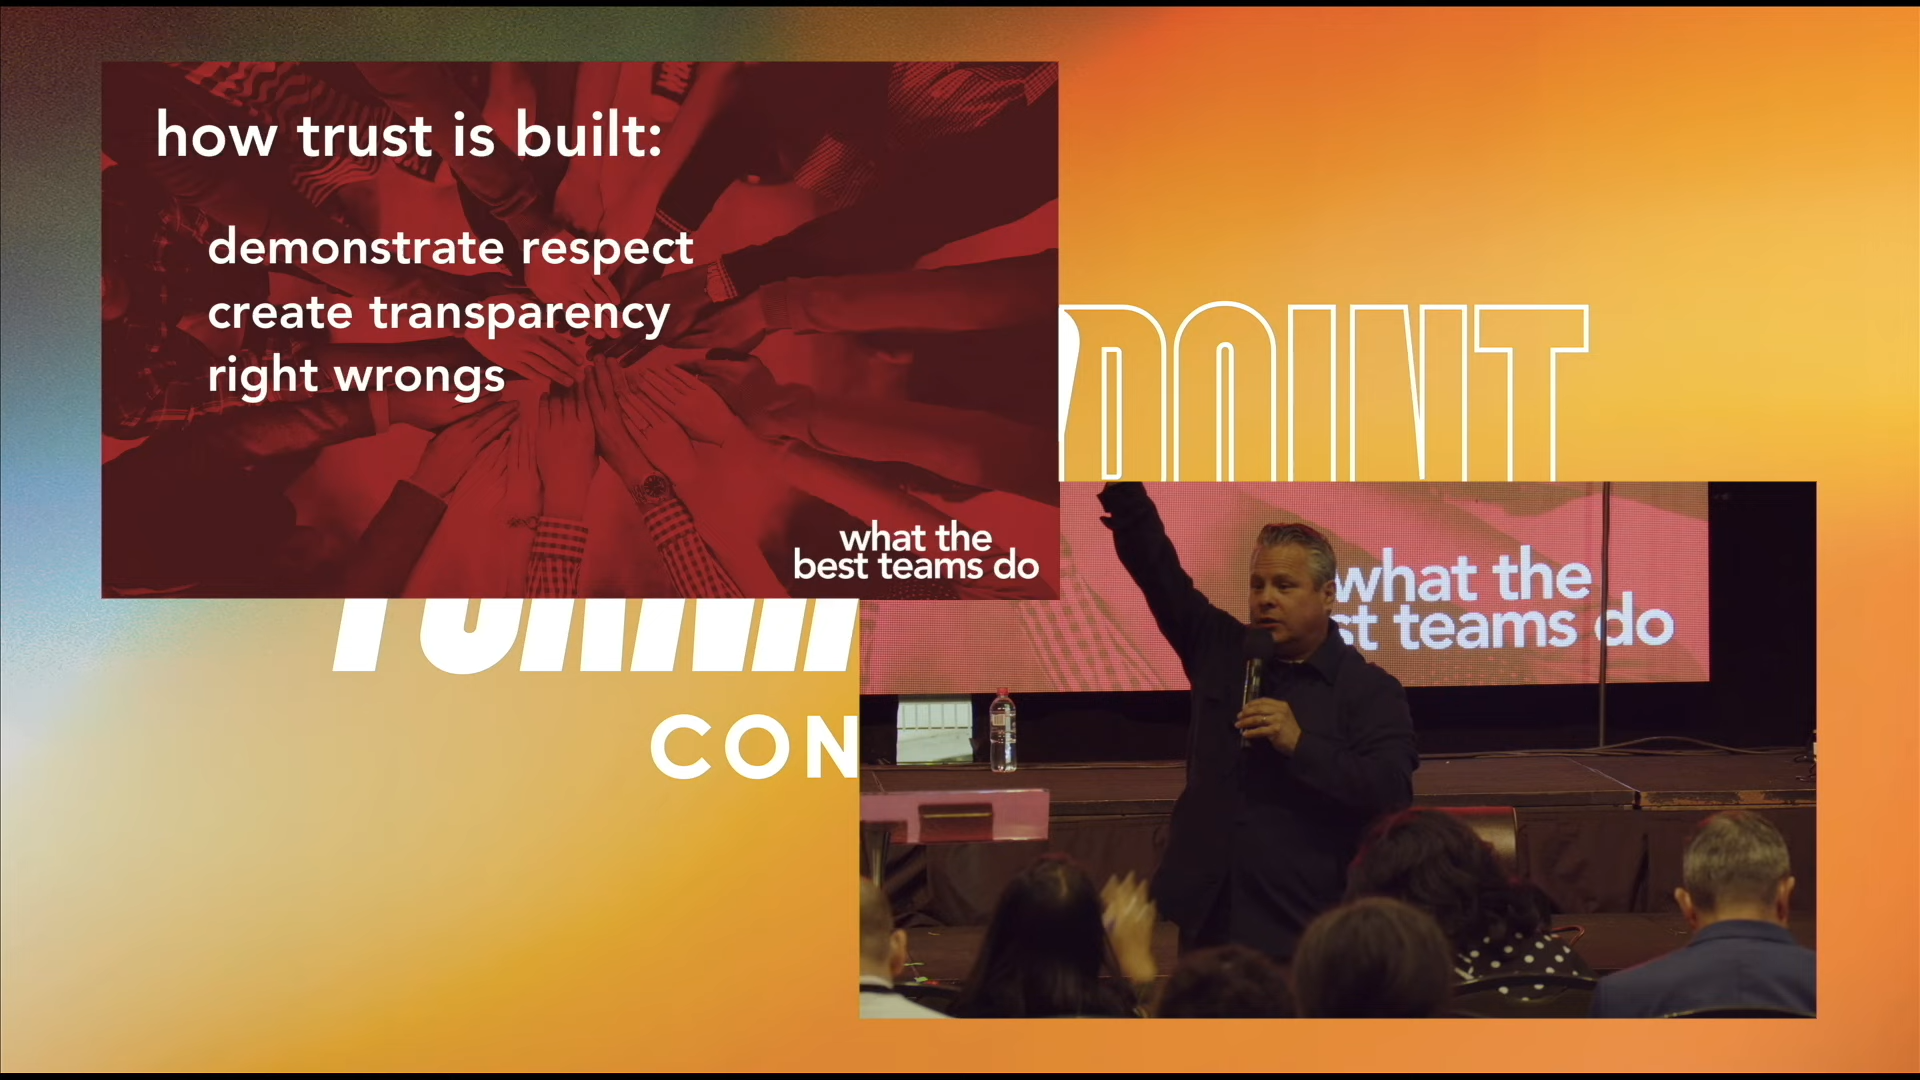 how trust is built:
demonstrate respect
create transparency
right wrongs
what the
best teams do
POINT
what the
teams do
CON